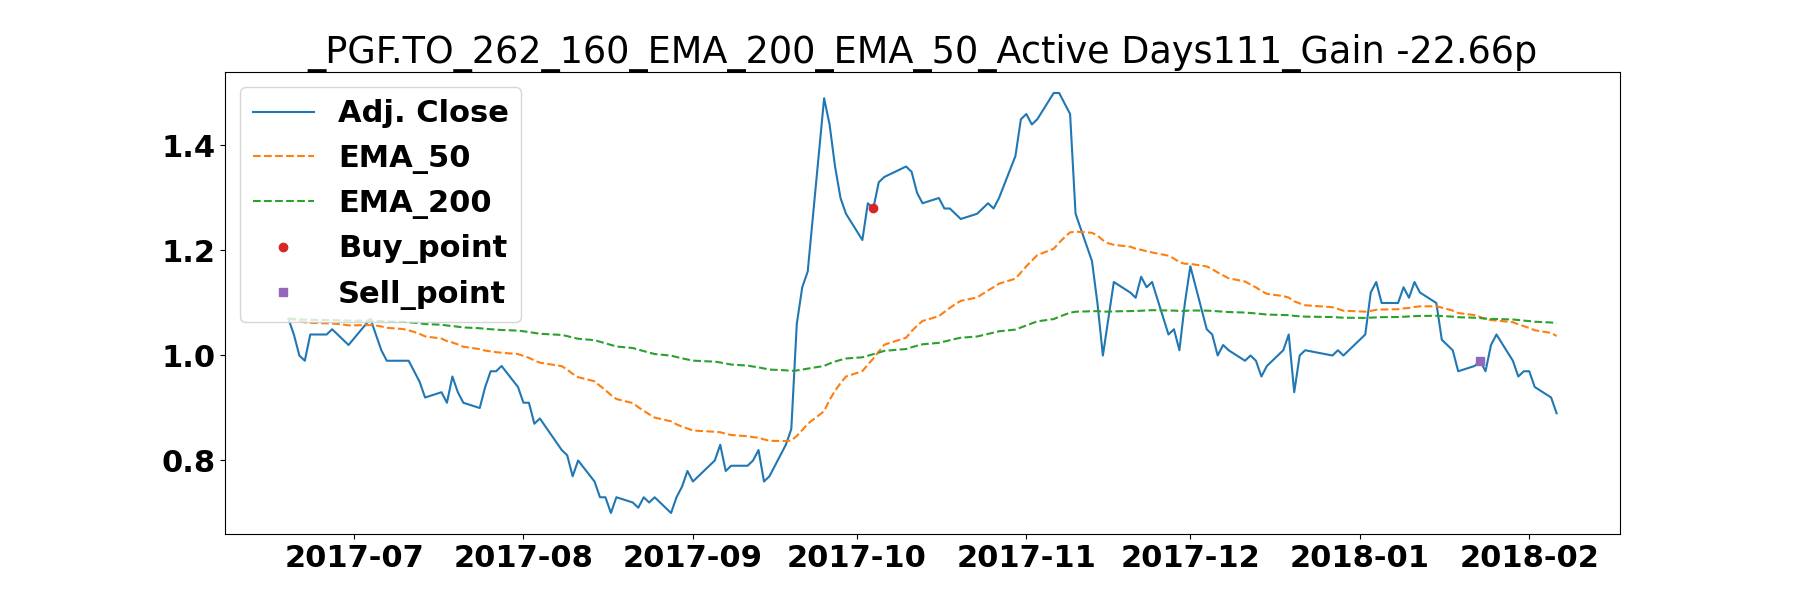 _PGF.TO_262_160_EMA_200_EMA_50_Active Days111_Gain -22.66p
Adj. Close
EMA_50
EMA_200
Buy_point
Sell_point
1.4
1.2
1.0
0.8
2017-07 2017-08 2017-09 2017-10 2017-11 2017-12 2018-01 2018-02